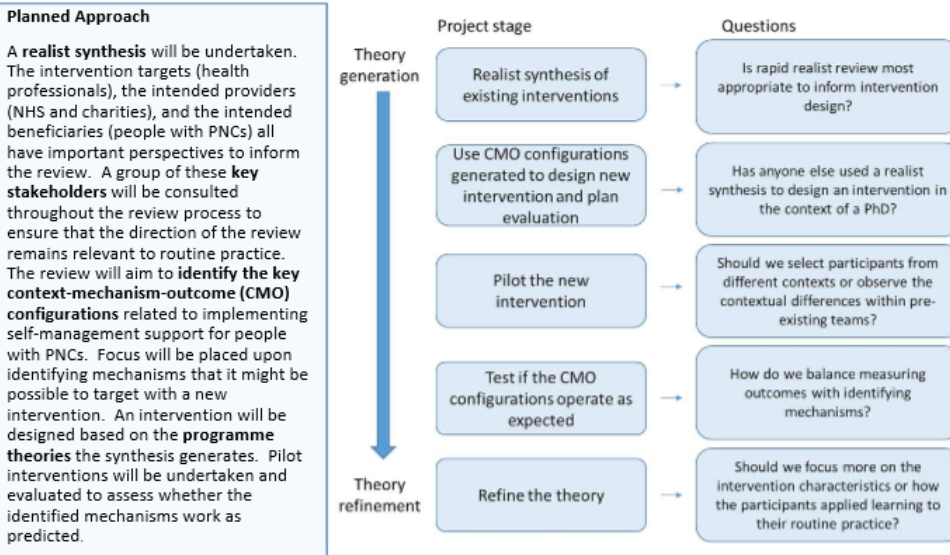 Planned Approach
A realist synthesis will be undertaken.
The intervention targets (health
professionals), the intended providers
(NHS and charities), and the intended
beneficiaries (people with PNCs) all
have important perspectives to inform
the review. A group of these key
stakeholders will be consulted
throughout the review process to
ensure that the direction of the review
remains relevant to routine practice.
The review will aim to identify the key
context-mechanism-outcome (CMO)
configurations related to implementing
self-management support for people
with PNCs. Focus will be placed upon
identifying mechanisms that it might be
possible to target with a new
intervention. An intervention will be
designed based on the programme
theories the synthesis generates. Pilot
interventions will be undertaken and
evaluated to assess whether the
identified mechanisms work as
predicted.
Project stage
Questions
Theory
generation
Realist synthesis of
existing interventions
Is rapid realist review most
appropriate to inform intervention
design?
Use CMO configurations
generated to design new
intervention and plan
evaluation
Has anyone else used a realist
synthesis to design an intervention in
the context of a PhD?
Pilot the new
intervention
Should we select participants from
different contexts or observe the
contextual differences within pre-
existing teams?
Test if the CMO
configurations operate as
expected
How do we balance measuring
outcomes with identifying
mechanisms?
Theory
refinement
Refine the theory
Should we focus more on the
intervention characteristics or how
the participants applied learning to
their routine practice?